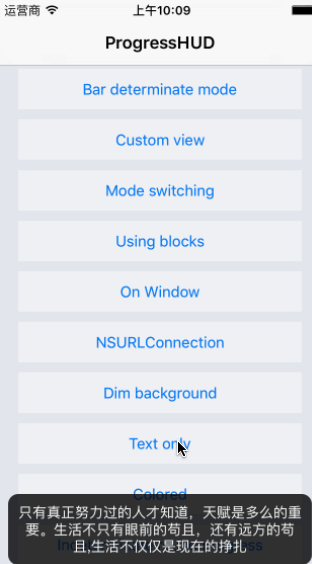 运营商 上午10:09
ProgressHUD
Bar determinate mode
Custom view
Mode switching
Using blocks
On Window
NSURLConnection
Dim background
Text only
Colored
只有真正努力过的人才知道，天赋是多么的重
要。生活不只有眼前的苟且，还有远方的苟
且,生活不仅仅是现在的挣扎